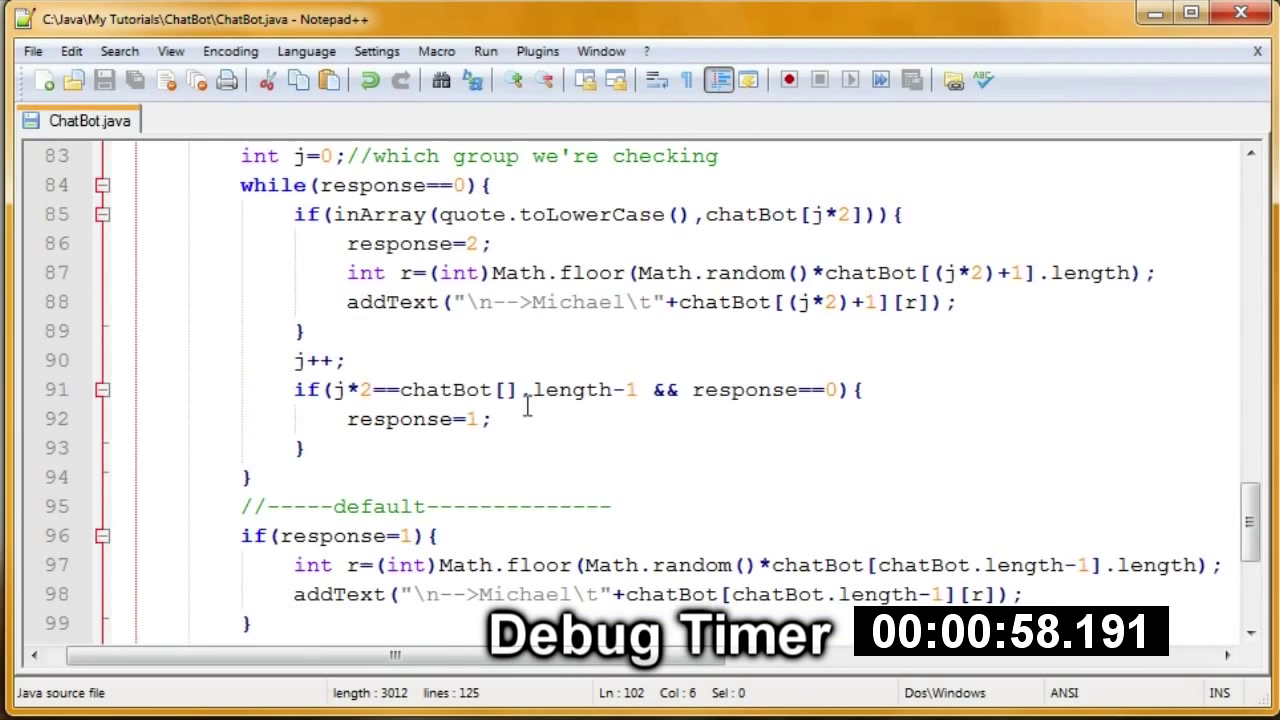 C:\Java\My Tutorials\ChatBot\ChatBot.java - Notepad++
File Edit Search View Encoding Language Settings Macro Run Plugins Window ? X
ABC
ChatBot.java
83 int j=0;//which group we're checking
84 while(response==0){
85 if(inArray(quote.toLowerCase(),chatBot[j*2])){
86 response=2;
87 int r=(int)Math.floor(Math.random()*chatBot[(j*2)+1].length);
88 addText("\n-->Michael\t"+chatBot[(j*2)+1][r]);
89 }
90 j++;
91 if(j*2==chatBot[].length-1 && response==0){
92 response=1;
93 }
94 }
95 //-----default--------------
96 if(response=1){
97 int r=(int)Math.floor(Math.random()*chatBot[chatBot.length-1].length);
98 addText("\n-->Michael\t"+chatBot[chatBot.length-1][r]);
99 }
Debug Timer 00:00:58.191
Java source file length : 3012 lines : 125 Ln : 102 Col : 6 Sel : 0 Dos\Windows ANSI INS